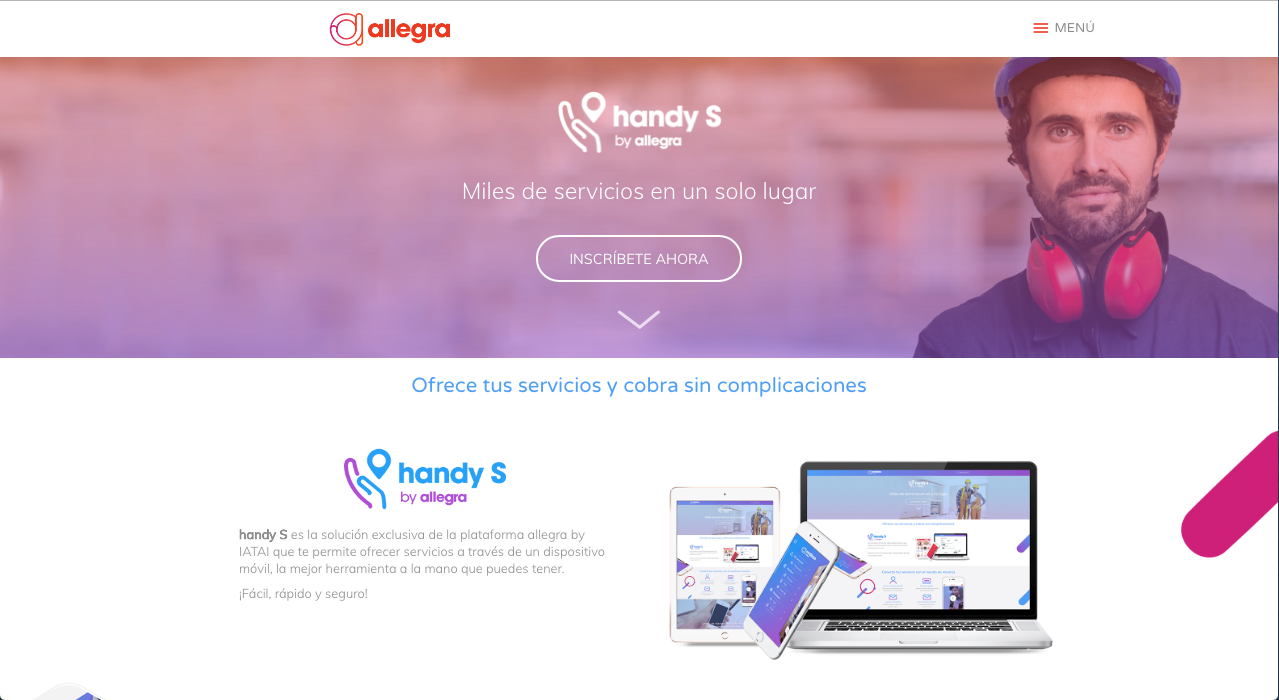 allegra
MENÚ
handy S
by allegra
Miles de servicios en un solo lugar
INSCRÍBETE AHORA
Ofrece tus servicios y cobra sin complicaciones
handy S
by allegra
handy S es la solución exclusiva de la plataforma allegra by
IATAI que te permite ofrecer servicios a través de un dispositivo
móvil, la mejor herramienta a la mano que puedes tener.
¡Fácil, rápido y seguro!